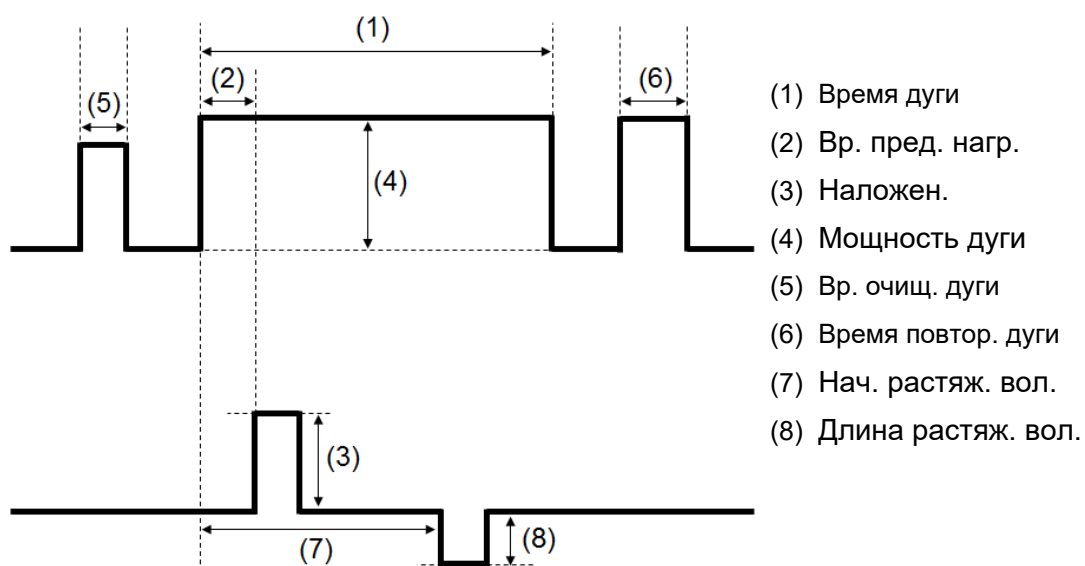 (1)
(2)
(5)
(6)
(4)
(3)
(7)
(8)
(1) Время дуги
(2) Вр. пред. нагр.
(3) Наложен.
(4) Мощность дуги
(5) Вр. очищ. дуги
(6) Время повтор. дуги
(7) Нач. растяж. вол.
(8) Длина растяж. вол.